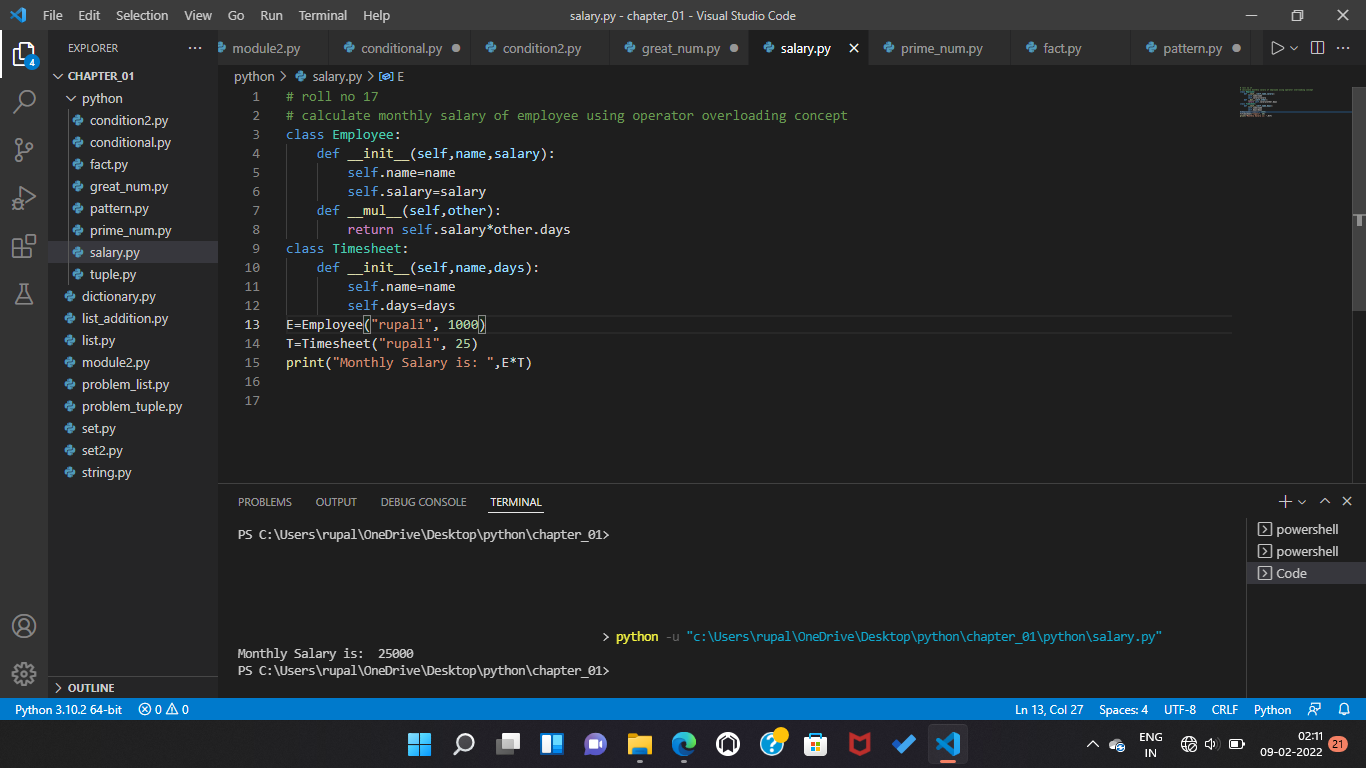 File Edit Selection View Go Run Terminal Help salary.py - chapter_01 - Visual Studio Code
4
EXPLORER ···
CHAPTER_01
python
condition2.py
conditional.py
fact.py
great_num.py
pattern.py
prime_num.py
salary.py
tuple.py
dictionary.py
list_addition.py
list.py
module2.py
problem_list.py
problem_tuple.py
set.py
set2.py
string.py
OUTLINE
module2.py conditional.py condition2.py great_num.py salary.py prime_num.py fact.py pattern.py
python > salary.py > E
1 # roll no 17
2 # calculate monthly salary of employee using operator overloading concept
3 class Employee:
4     def __init__(self,name,salary):
5         self.name=name
6         self.salary=salary
7     def __mul__(self,other):
8         return self.salary*other.days
9 class Timesheet:
10     def __init__(self,name,days):
11         self.name=name
12         self.days=days
13 E=Employee("rupali", 1000)
14 T=Timesheet("rupali", 25)
15 print("Monthly Salary is: ",E*T)
16
17
PROBLEMS OUTPUT DEBUG CONSOLE TERMINAL
PS C:\Users\rupal\OneDrive\Desktop\python\chapter_01>
> python -u "c:\Users\rupal\OneDrive\Desktop\python\chapter_01\python\salary.py"
Monthly Salary is:  25000
PS C:\Users\rupal\OneDrive\Desktop\python\chapter_01>
powershell
powershell
Code
Python 3.10.2 64-bit 0 0 Ln 13, Col 27 Spaces: 4 UTF-8 CRLF Python
ENG
IN
02:11
09-02-2022
21